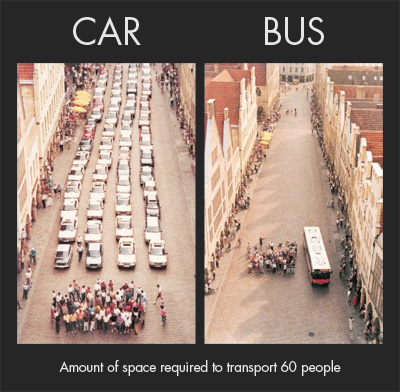 CAR
BUS
Amount of space required to transport 60 people